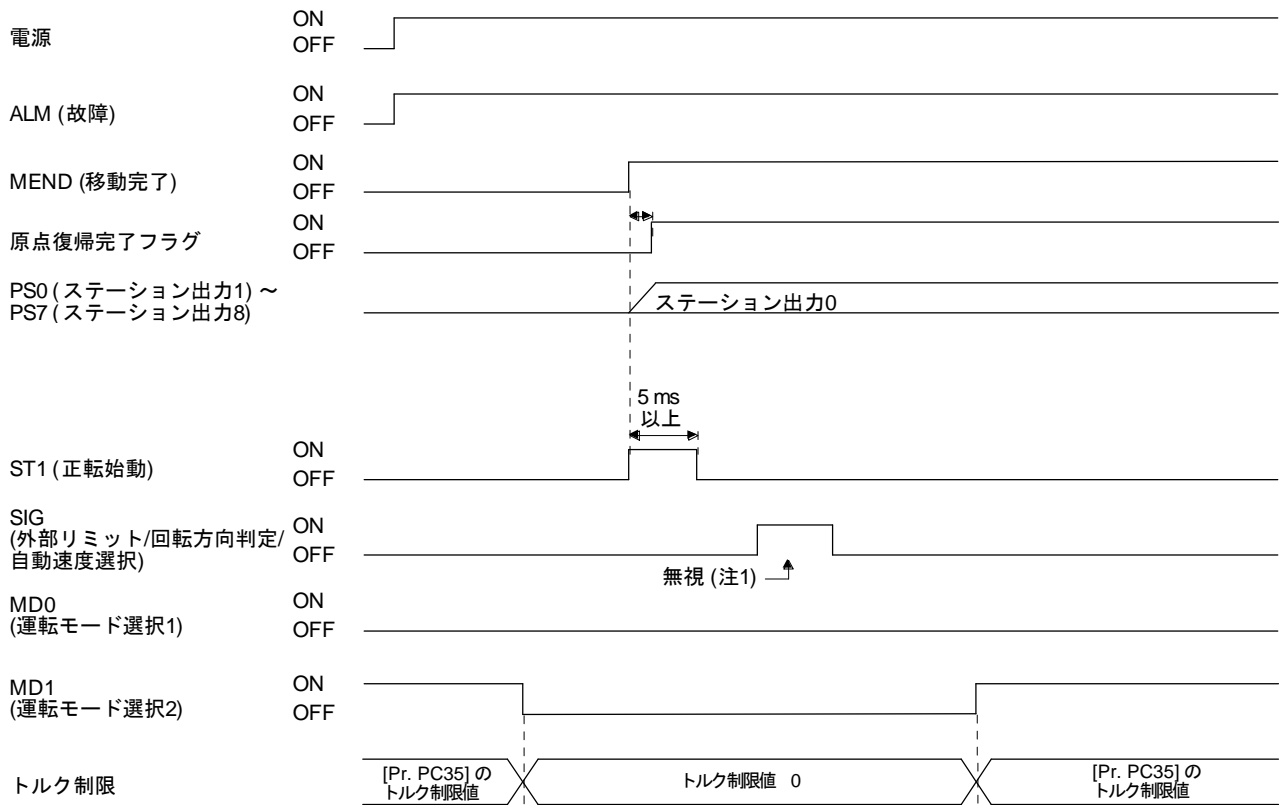 電源
ON
OFF
ALM (故障)
ON
OFF
MEND (移動完了)
ON
OFF
原点復帰完了フラグ
ON
OFF
PS0 (ステーション出力1) ～
PS7 (ステーション出力8)
ステーション出力0
5 ms
以上
ST1 (正転始動)
ON
OFF
SIG
(外部リミット/回転方向判定/
自動速度選択)
ON
OFF
無視 (注1)
MD0
(運転モード選択1)
ON
OFF
MD1
(運転モード選択2)
ON
OFF
トルク制限
[Pr. PC35] の
トルク制限値
トルク制限値 0
[Pr. PC35] の
トルク制限値